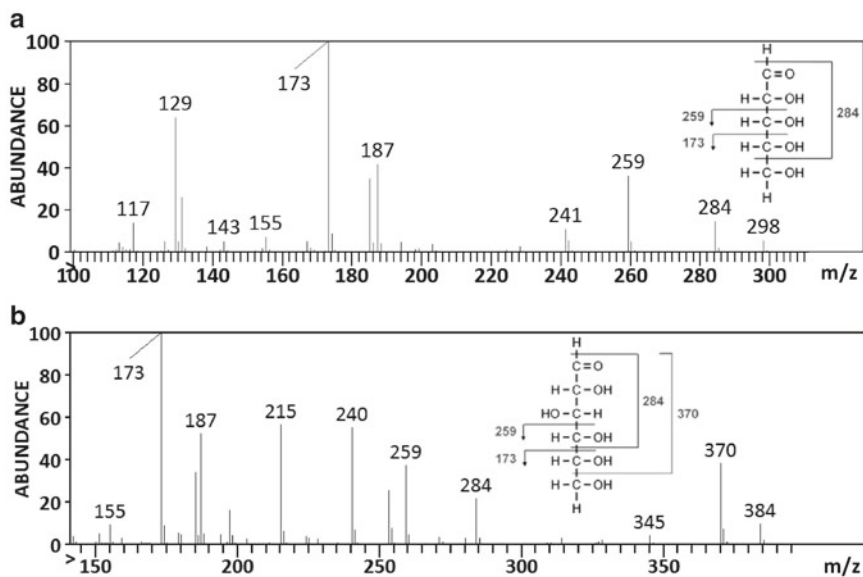 a
100
80
60
40
20
0
ABUNDANCE
173
129
117
143
155
187
241
259
284
298
H
C=O
H-C-OH
259
H-C-OH
284
173
H-C-OH
H-C-OH
H
100 120 140 160 180 200 220 240 260 280 300 m/z
b
100
80
60
40
20
0
ABUNDANCE
173
155
187
215
240
259
284
345
370
384
H
C=O
H-C-OH
284
370
HO-C-H
259
H-C-OH
173
H-C-OH
H-C-OH
H
150 200 250 300 350 m/z